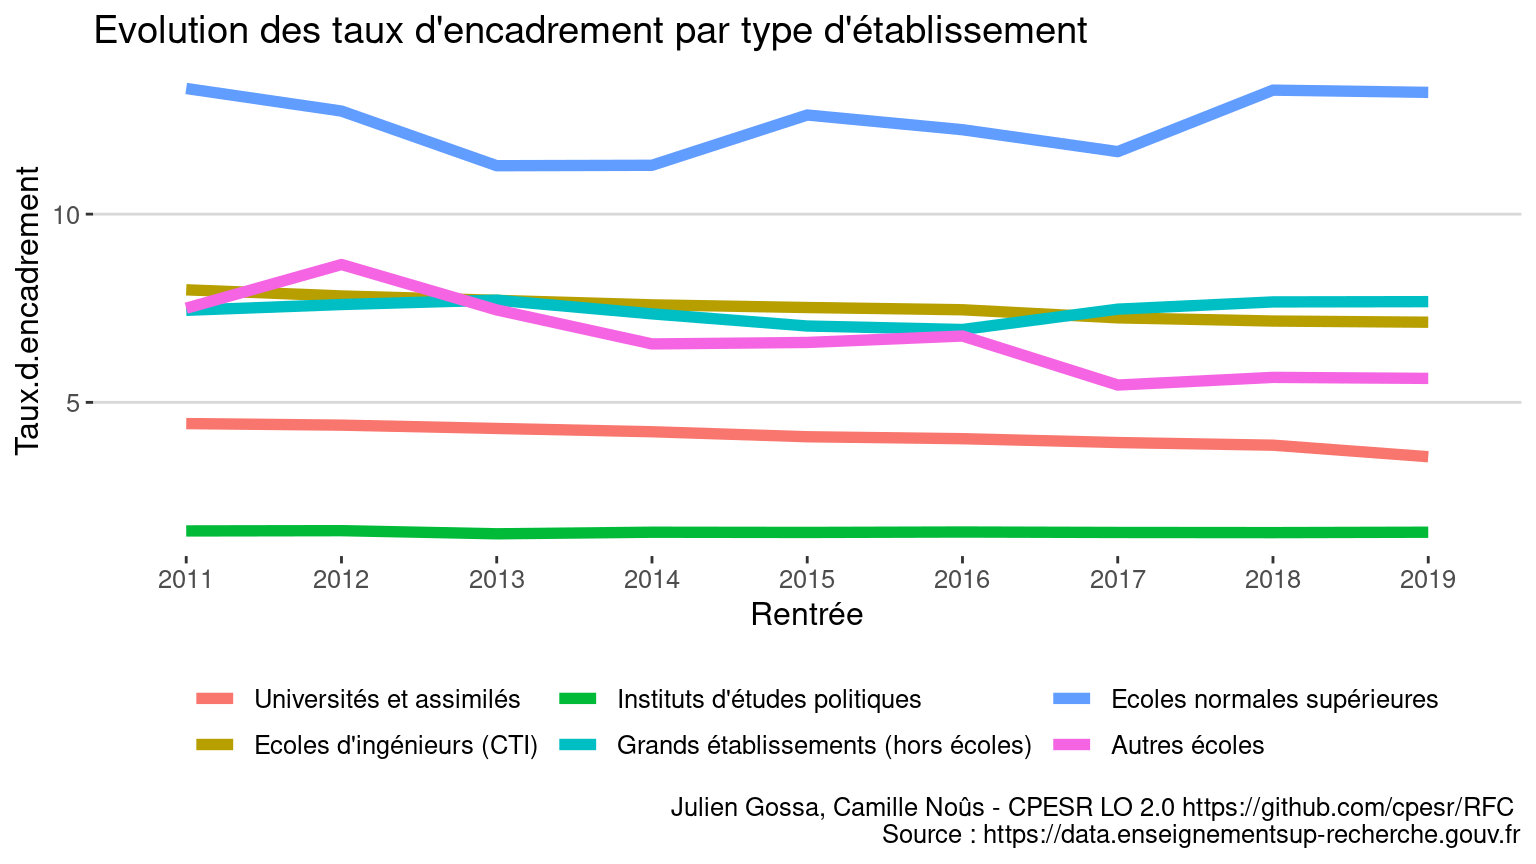 Evolution des taux d'encadrement par type d'établissement
Taux.d.encadrement
10
5
2011 2012 2013 2014 2015 2016 2017 2018 2019
Rentrée
Universités et assimilés Instituts d'études politiques Ecoles normales supérieures
Ecoles d'ingénieurs (CTI) Grands établissements (hors écoles) Autres écoles
Julien Gossa, Camille Noûs - CPESR LO 2.0 https://github.com/cpesr/RFC
Source : https://data.enseignementsup-recherche.gouv.fr